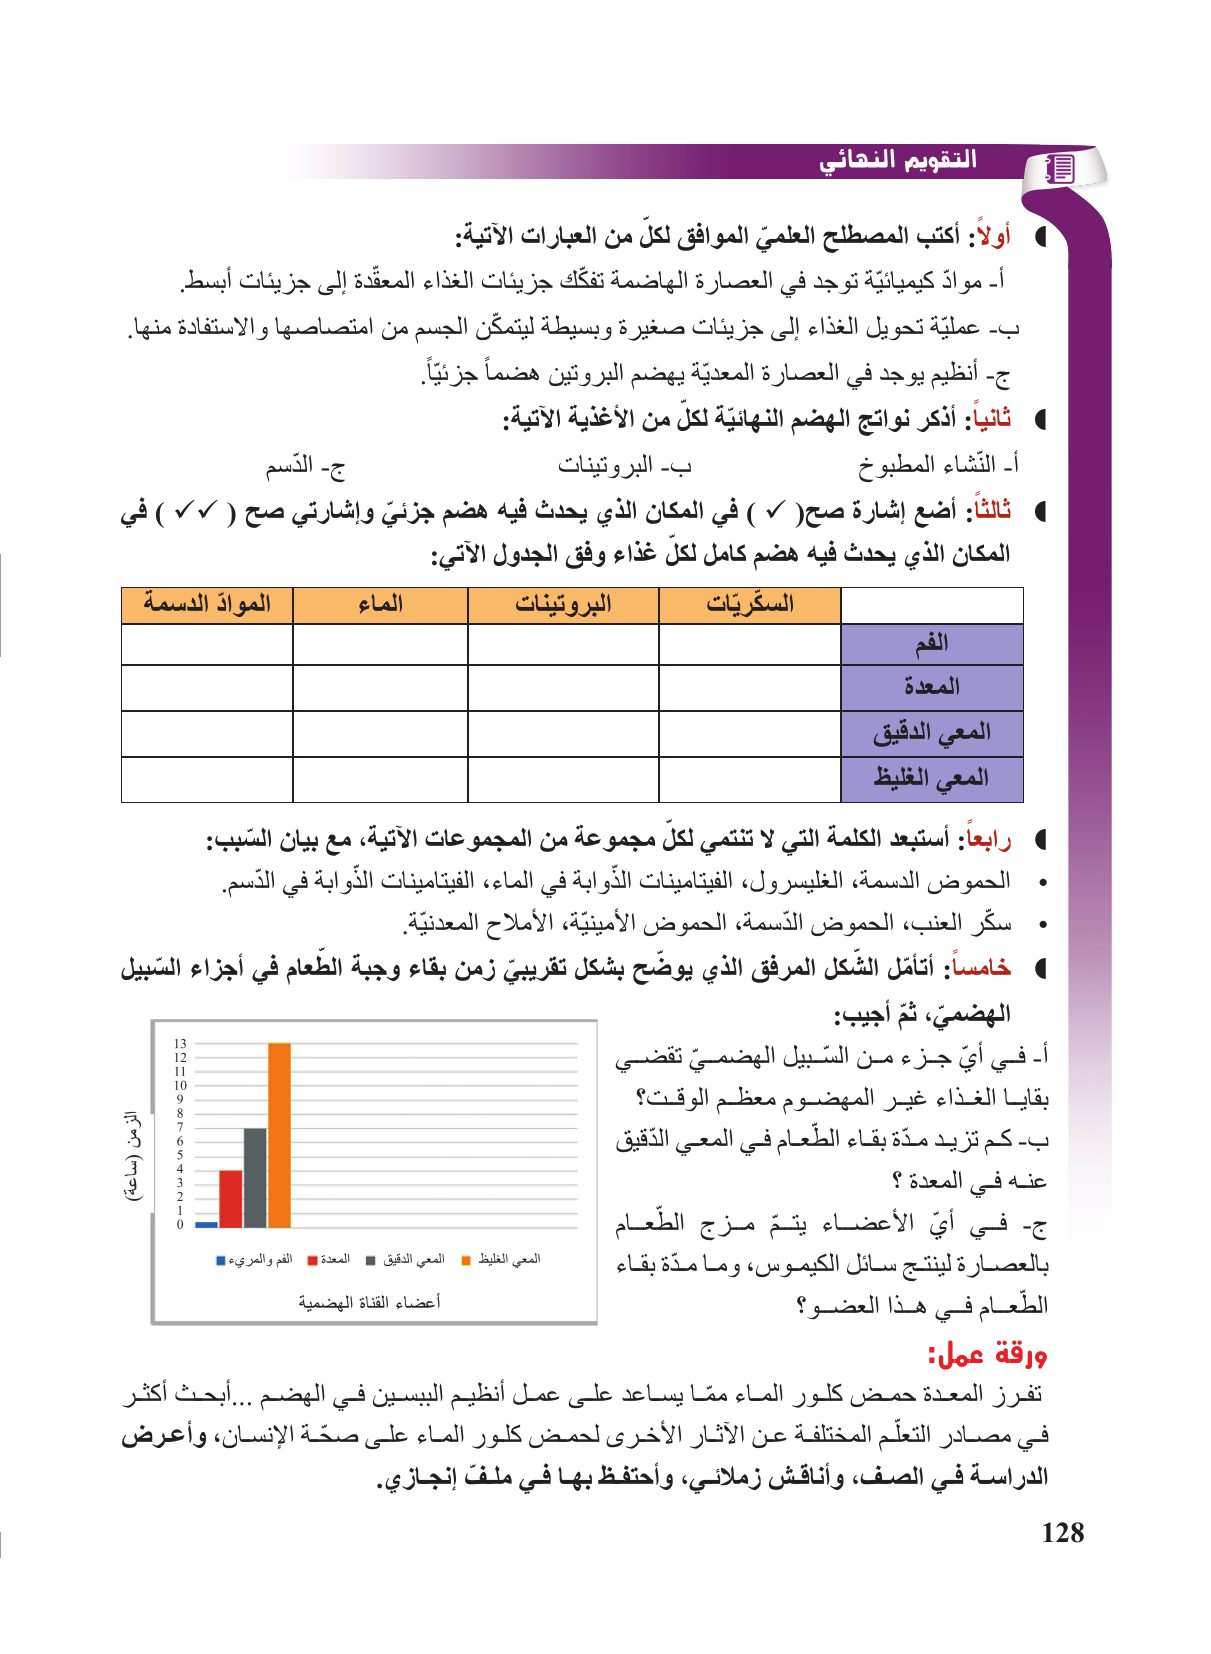 التقويم النهائي
أولاً: أكتب المصطلح العلميّ الموافق لكلّ من العبارات الآتية:
أ- موادّ كيميائيّة توجد في العصارة الهاضمة تفكّك جزيئات الغذاء المعقّدة إلى جزيئات أبسط.
ب- عمليّة تحويل الغذاء إلى جزيئات صغيرة وبسيطة ليتمكّن الجسم من امتصاصها والاستفادة منها.
ج- أنظيم يوجد في العصارة المعديّة يهضم البروتين هضماً جزئيّاً.
ثانياً: أذكر نواتج الهضم النهائيّة لكلّ من الأغذية الآتية:
أ- النّشاء المطبوخ ب- البروتينات ج- الدّسم
ثالثاً: أضع إشارة صح( ✓ ) في المكان الذي يحدث فيه هضم جزئيّ وإشارتي صح ( ✓✓ ) في
المكان الذي يحدث فيه هضم كامل لكلّ غذاء وفق الجدول الآتي:
السكّريّات البروتينات الماء الموادّ الدسمة
الفم
المعدة
المعي الدقيق
المعي الغليظ
رابعاً: أستبعد الكلمة التي لا تنتمي لكلّ مجموعة من المجموعات الآتية، مع بيان السّبب:
• الحموض الدسمة، الغليسرول، الفيتامينات الذّوابة في الماء، الفيتامينات الذّوابة في الدّسم.
• سكّر العنب، الحموض الدّسمة، الحموض الأمينيّة، الأملاح المعدنيّة.
خامساً: أتأمّل الشّكل المرفق الذي يوضّح بشكل تقريبيّ زمن بقاء وجبة الطّعام في أجزاء السّبيل
الهضميّ، ثمّ أجيب:
أ- في أيّ جزء من السّبيل الهضميّ تقضي
بقايا الغذاء غير المهضوم معظم الوقت؟
ب- كم تزيد مدّة بقاء الطّعام في المعي الدّقيق
عنه في المعدة ؟
ج- في أيّ الأعضاء يتمّ مزج الطّعام
بالعصارة لينتج سائل الكيموس، وما مدّة بقاء
الطّعام في هذا العضو؟
13
12
11
10
9
8
7
6
5
4
3
2
1
0
الزمن (ساعة)
الفم والمريء المعدة المعي الدقيق المعي الغليظ
أعضاء القناة الهضمية
ورقة عمل:
تفرز المعدة حمض كلور الماء ممّا يساعد على عمل أنظيم الببسين في الهضم ...أبحث أكثر
في مصادر التعلّم المختلفة عن الآثار الأخرى لحمض كلور الماء على صحّة الإنسان، وأعرض
الدراسة في الصف، وأناقش زملائي، وأحتفظ بها في ملفّ إنجازي.
128